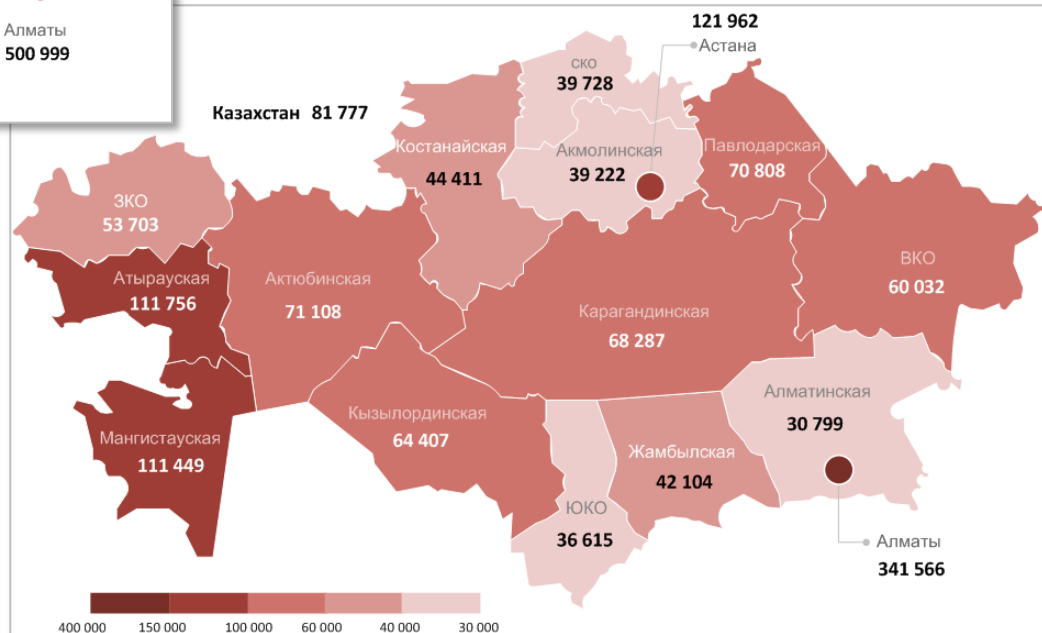 Алматы
500 999
121 962
Астана
ско
39 728
Казахстан 81 777
Костанайская
44 411
Акмолинская
39 222
Павлодарская
70 808
ЗКО
53 703
Атырауская
111 756
Актюбинская
71 108
Карагандинская
68 287
ВКО
60 032
Мангистауская
111 449
Кызылординская
64 407
Жамбылская
42 104
Алматинская
30 799
ЮКО
36 615
Алматы
341 566
400 000 150 000 100 000 60 000 40 000 30 000